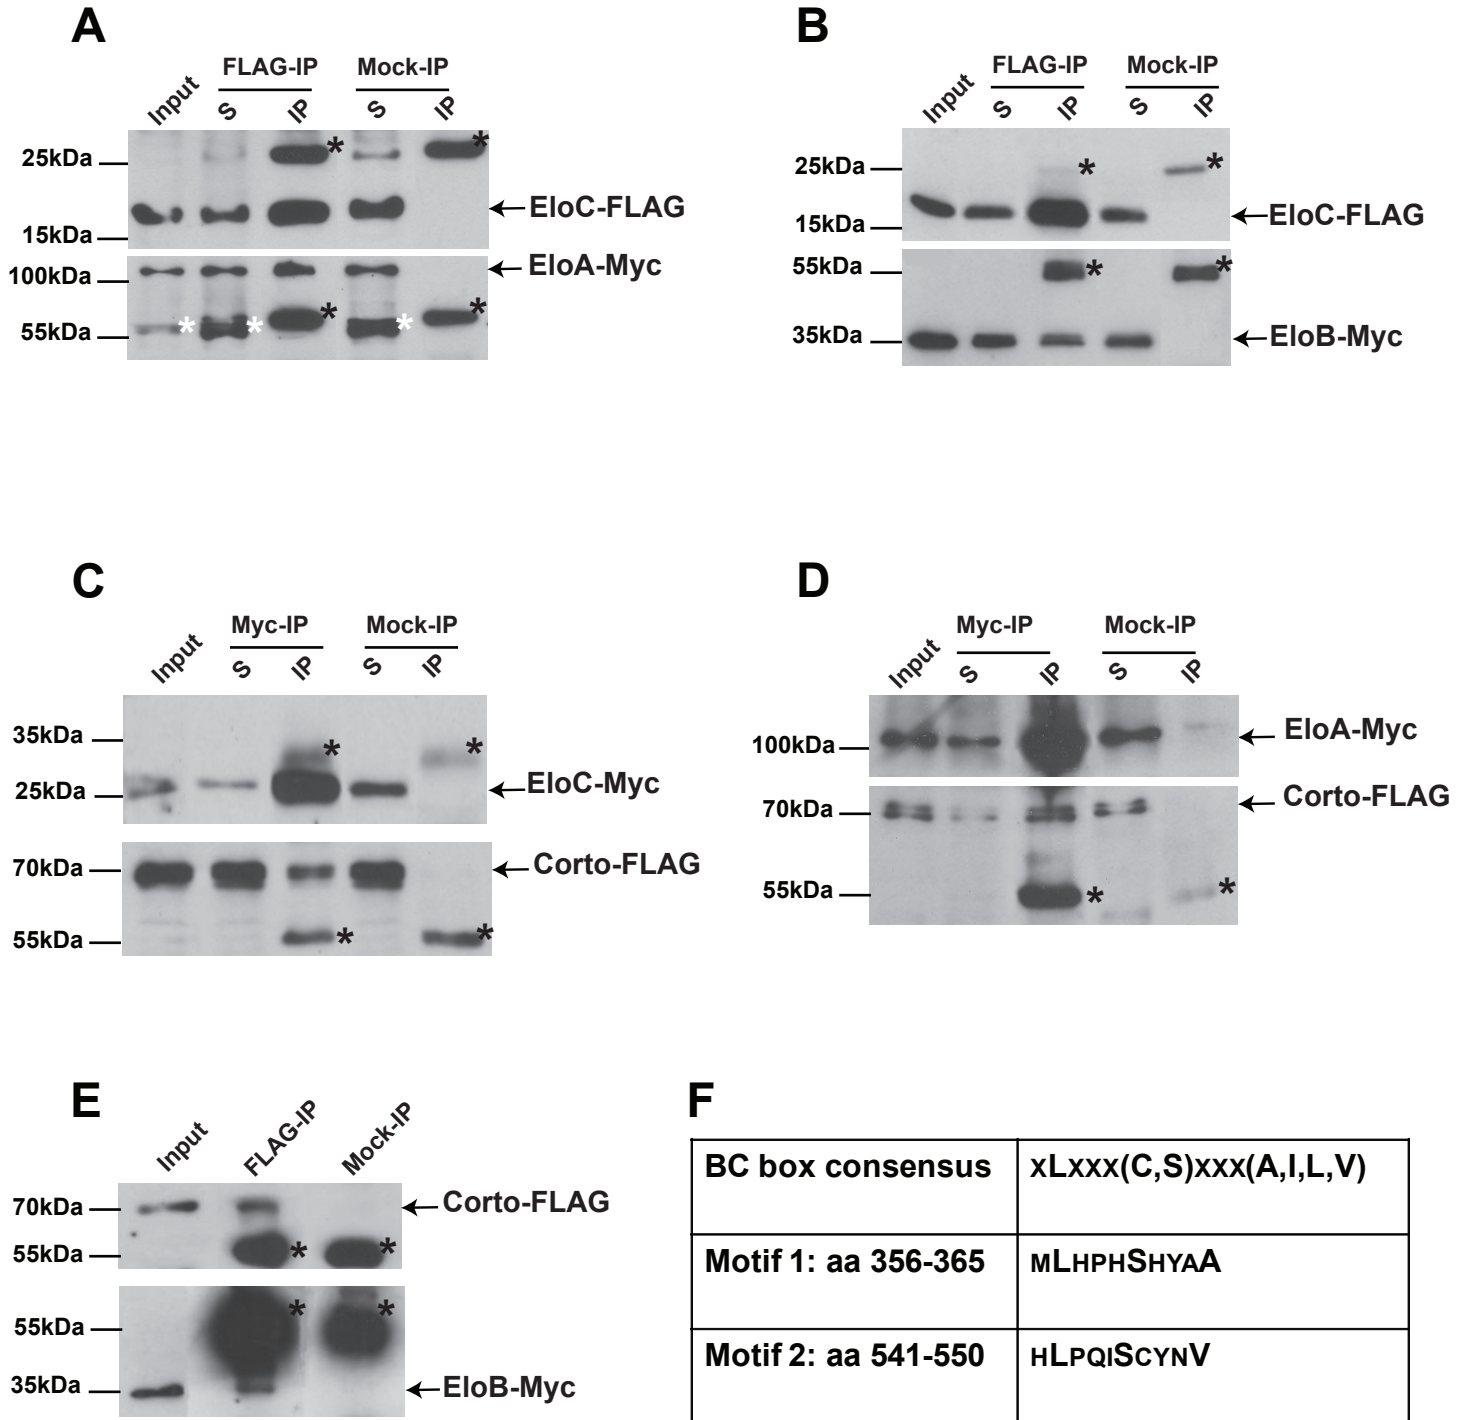 A
FLAG-IP Mock-IP
Input S IP S IP
25kDa
15kDa
EloC-FLAG
* *
100kDa
55kDa
EloA-Myc
* * * * *
B
FLAG-IP Mock-IP
Input S IP S IP
25kDa
15kDa
EloC-FLAG
* *
55kDa
35kDa
EloB-Myc
* *
C
Myc-IP Mock-IP
Input S IP S IP
35kDa
25kDa
EloC-Myc
* *
70kDa
55kDa
Corto-FLAG
* *
D
Myc-IP Mock-IP
Input S IP S IP
100kDa
EloA-Myc
70kDa
55kDa
Corto-FLAG
* *
E
Input FLAG-IP Mock-IP
70kDa
55kDa
Corto-FLAG
* *
55kDa
35kDa
EloB-Myc
* *
F
BC box consensus xLxxx(C,S)xxx(A,I,L,V)
Motif 1: aa 356-365 MLHPHSHYAA
Motif 2: aa 541-550 HLPQISCYNV